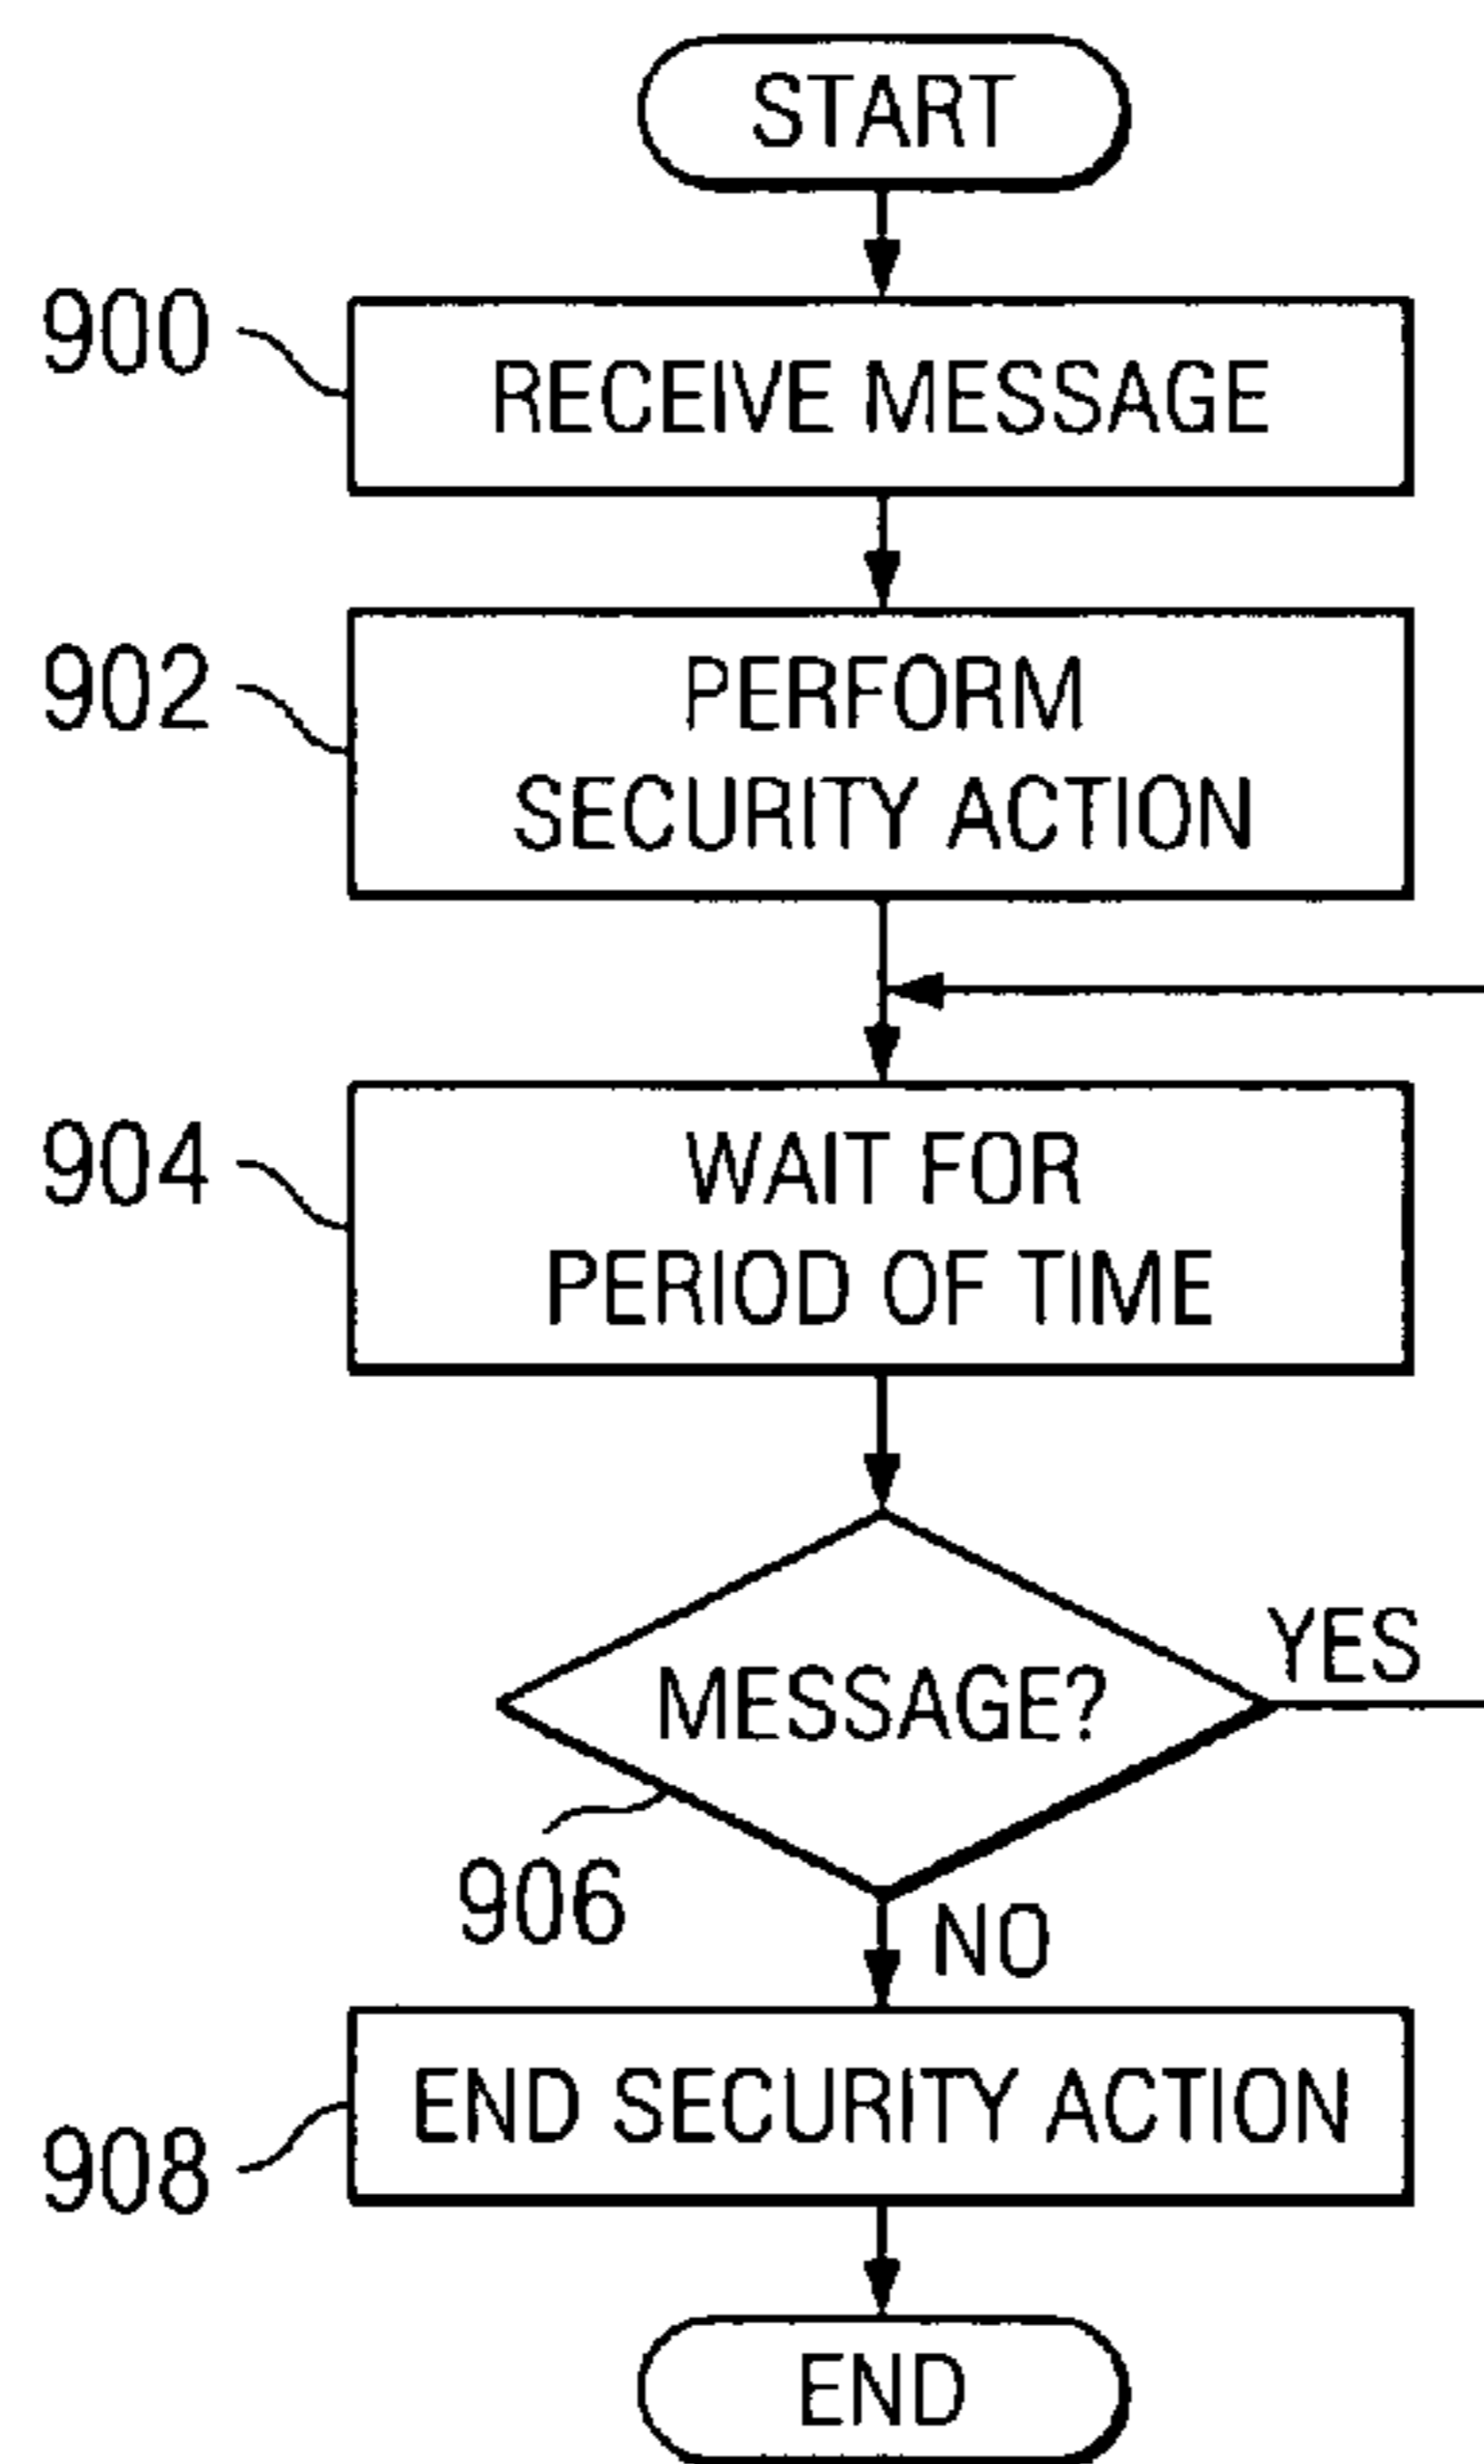 START
900
RECEIVE MESSAGE
902
PERFORM
SECURITY ACTION
904
WAIT FOR
PERIOD OF TIME
MESSAGE?
YES
906
NO
END SECURITY ACTION
908
END